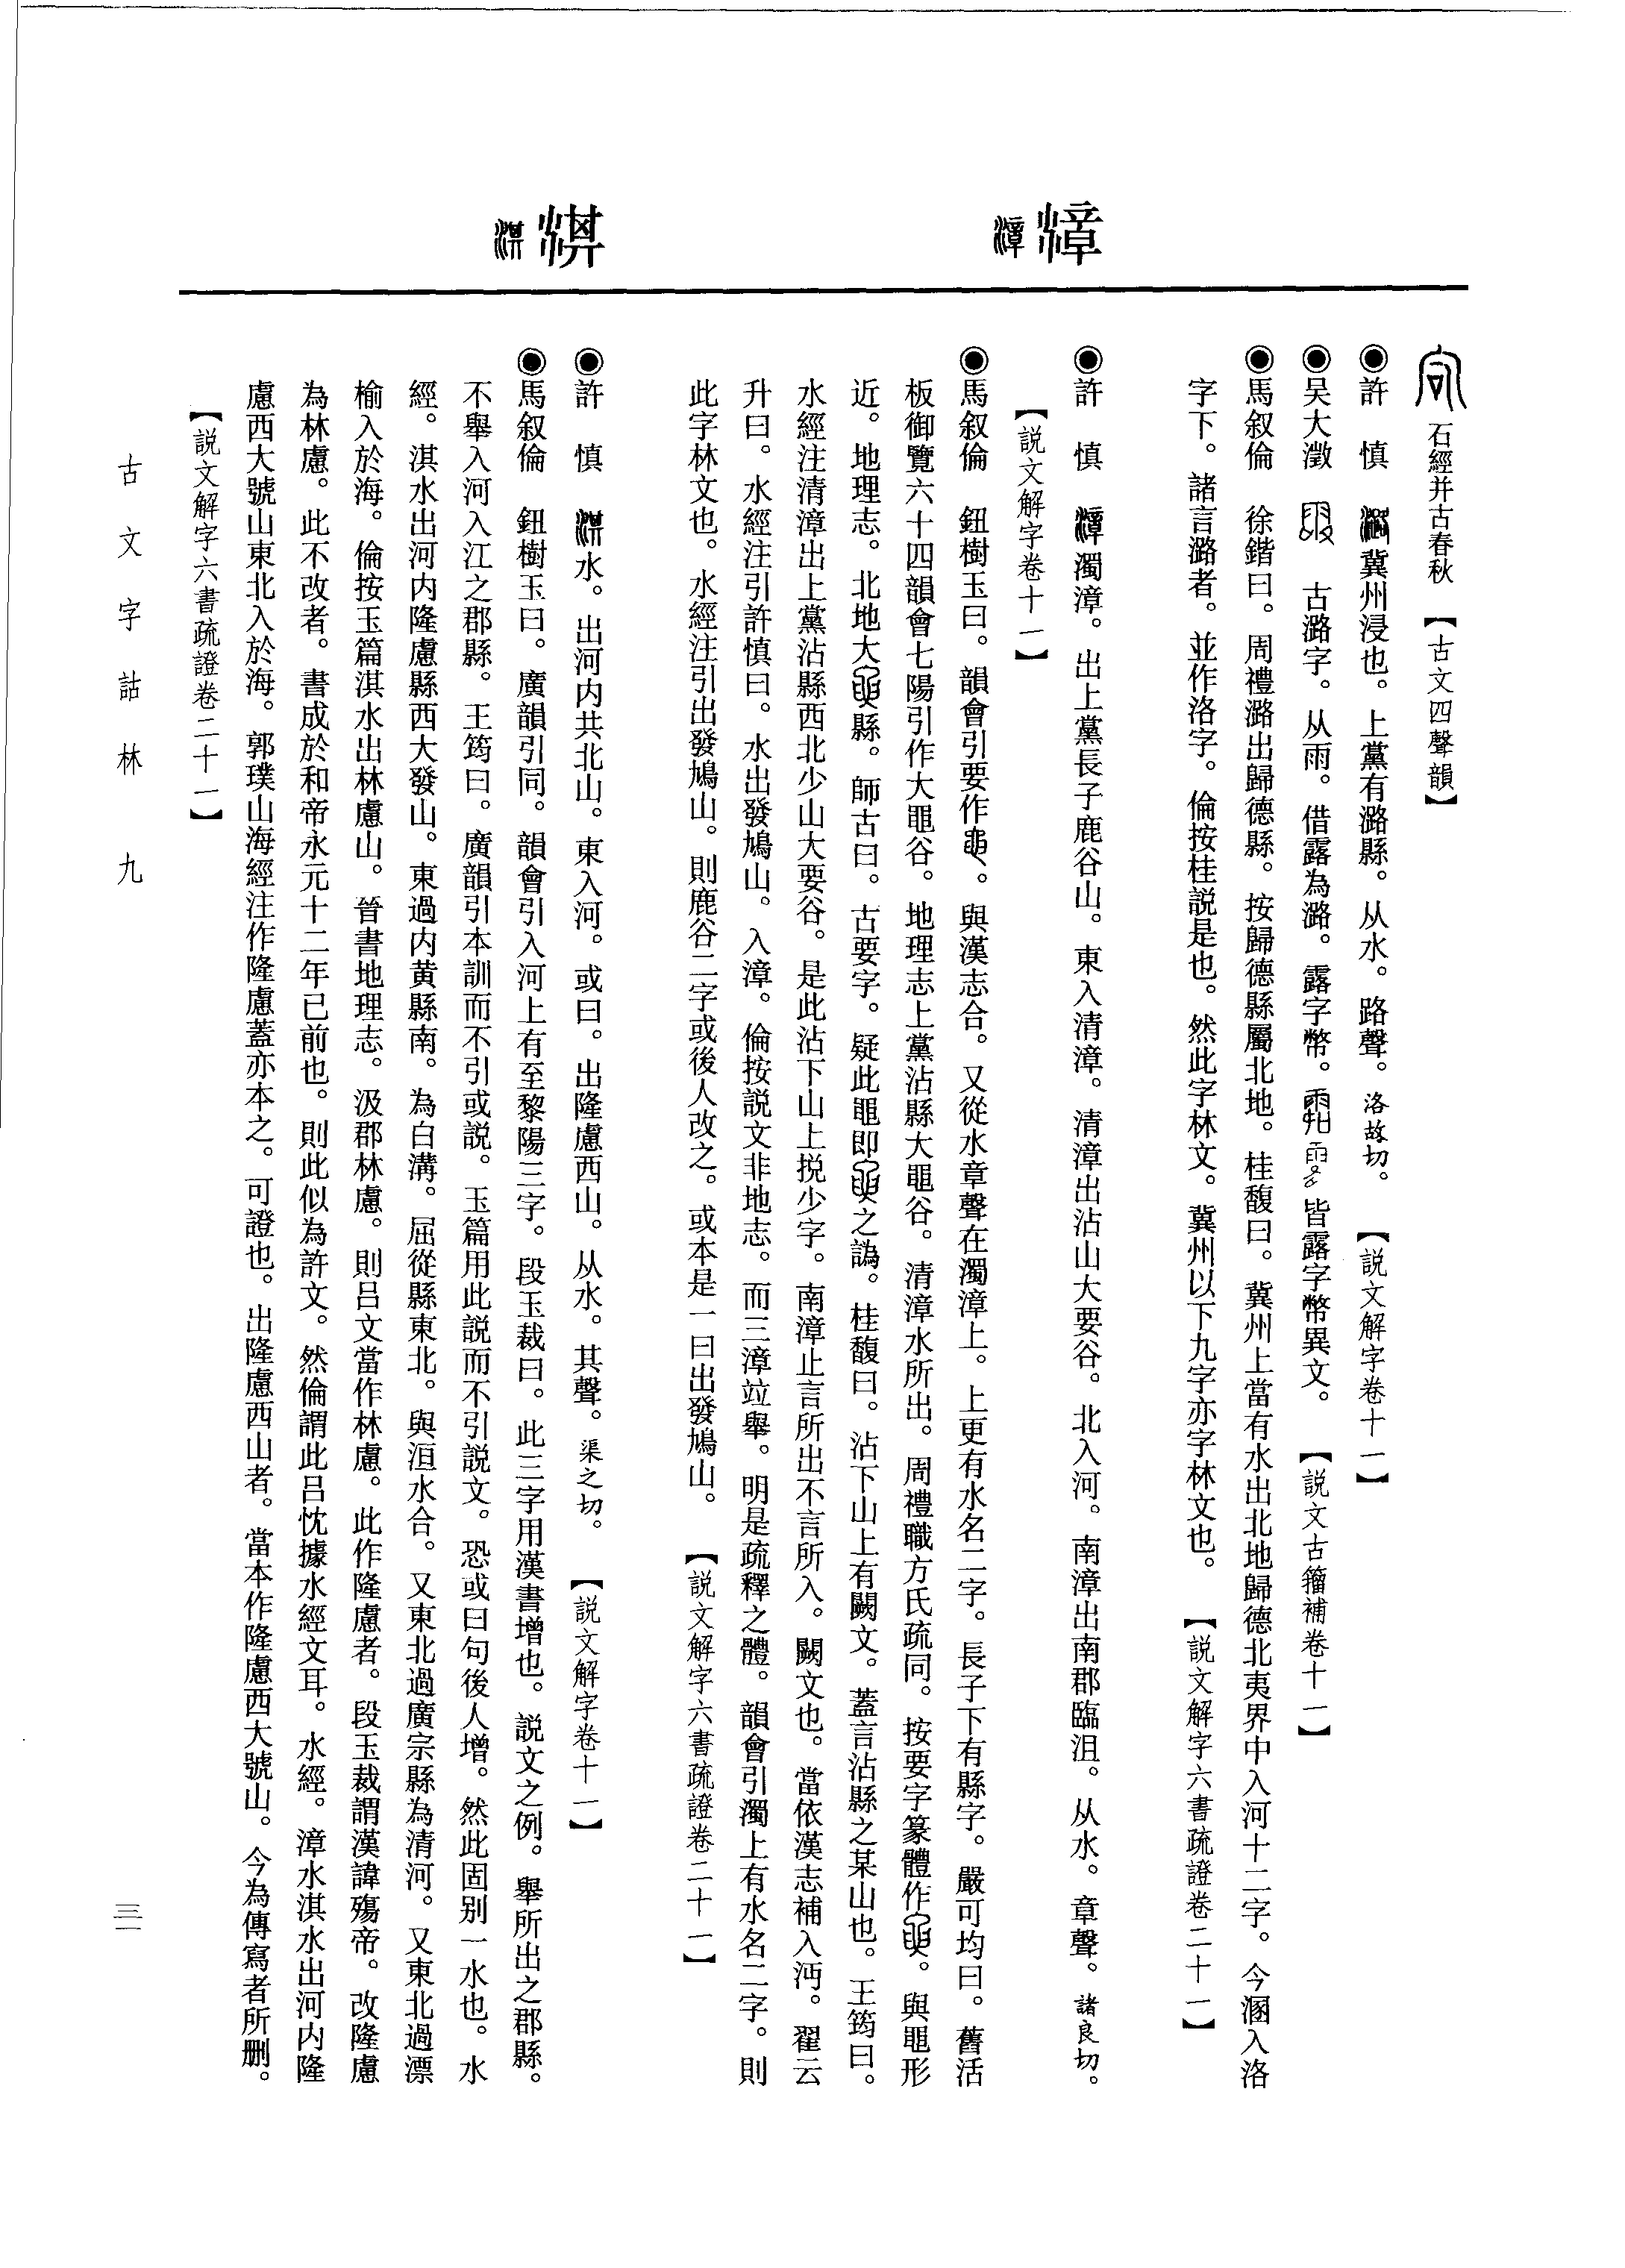 漳
淇
石經并古春秋 【古文四聲韻】
◉許　慎　冀州浸也。上黨有潞縣。从水。路聲。洛故切。【説文解字卷十一】
◉吴大澂　古潞字。从雨。借露為潞。露字幣。皆露字幣異文。【説文古籀補卷十一】
◉馬叙倫　徐鍇曰。周禮潞出歸德縣。按歸德縣屬北地。桂馥曰。冀州上當有水出北地歸德北夷界中入河十二字。今溷入洛
字下。諸言潞者。並作洛字。倫按桂説是也。然此字林文。冀州以下九字亦字林文也。【説文解字六書疏證卷二十一】
◉許　慎　濁漳。出上黨長子鹿谷山。東入清漳。清漳出沾山大要谷。北入河。南漳出南郡臨沮。从水。章聲。諸良切。
【説文解字卷十一】
◉馬叙倫　鈕樹玉曰。韻會引要作。與漢志合。又從水章聲在濁漳上。上更有水名二字。長子下有縣字。嚴可均曰。舊活
板御覽六十四韻會七陽引作大黽谷。地理志上黨沾縣大黽谷。清漳水所出。周禮職方氏疏同。按要字篆體作。與黽形
近。地理志。北地大縣。師古曰。古要字。疑此黽即之譌。桂馥曰。沾下山上有闕文。蓋言沾縣之某山也。王筠曰。
水經注清漳出上黨沾縣西北少山大要谷。是此沾下山上挩少字。南漳止言所出不言所入。闕文也。當依漢志補入沔。翟云
升曰。水經注引許慎曰。水出發鳩山。入漳。倫按説文非地志。而三漳竝舉。明是疏釋之體。韻會引濁上有水名二字。則
此字林文也。水經注引出發鳩山。則鹿谷二字或後人改之。或本是一曰出發鳩山。【説文解字六書疏證卷二十一】
◉許　慎　水。出河内共北山。東入河。或曰。出隆慮西山。从水。其聲。渠之切。【説文解字卷十一】
◉馬叙倫　鈕樹玉曰。廣韻引同。韻會引入河上有至黎陽三字。段玉裁曰。此三字用漢書增也。説文之例。舉所出之郡縣。
不舉入河入江之郡縣。王筠曰。廣韻引本訓而不引或説。玉篇用此説而不引説文。恐或曰句後人增。然此固别一水也。水
經。淇水出河内隆慮縣西大發山。東過内黄縣南。為白溝。屈從縣東北。與洹水合。又東北過廣宗縣為清河。又東北過漂
榆入於海。倫按玉篇淇水出林慮山。晉書地理志。汲郡林慮。則吕文當作林慮。此作隆慮者。段玉裁謂漢諱殤帝。改隆慮
為林慮。此不改者。書成於和帝永元十二年已前也。則此似為許文。然倫謂此吕忱據水經文耳。水經。漳水淇水出河内隆
慮西大號山東北入於海。郭璞山海經注作隆慮蓋亦本之。可證也。出隆慮西山者。當本作隆慮西大號山。今為傳寫者所删。
【説文解字六書疏證卷二十一】
古文字詁林　九
三一